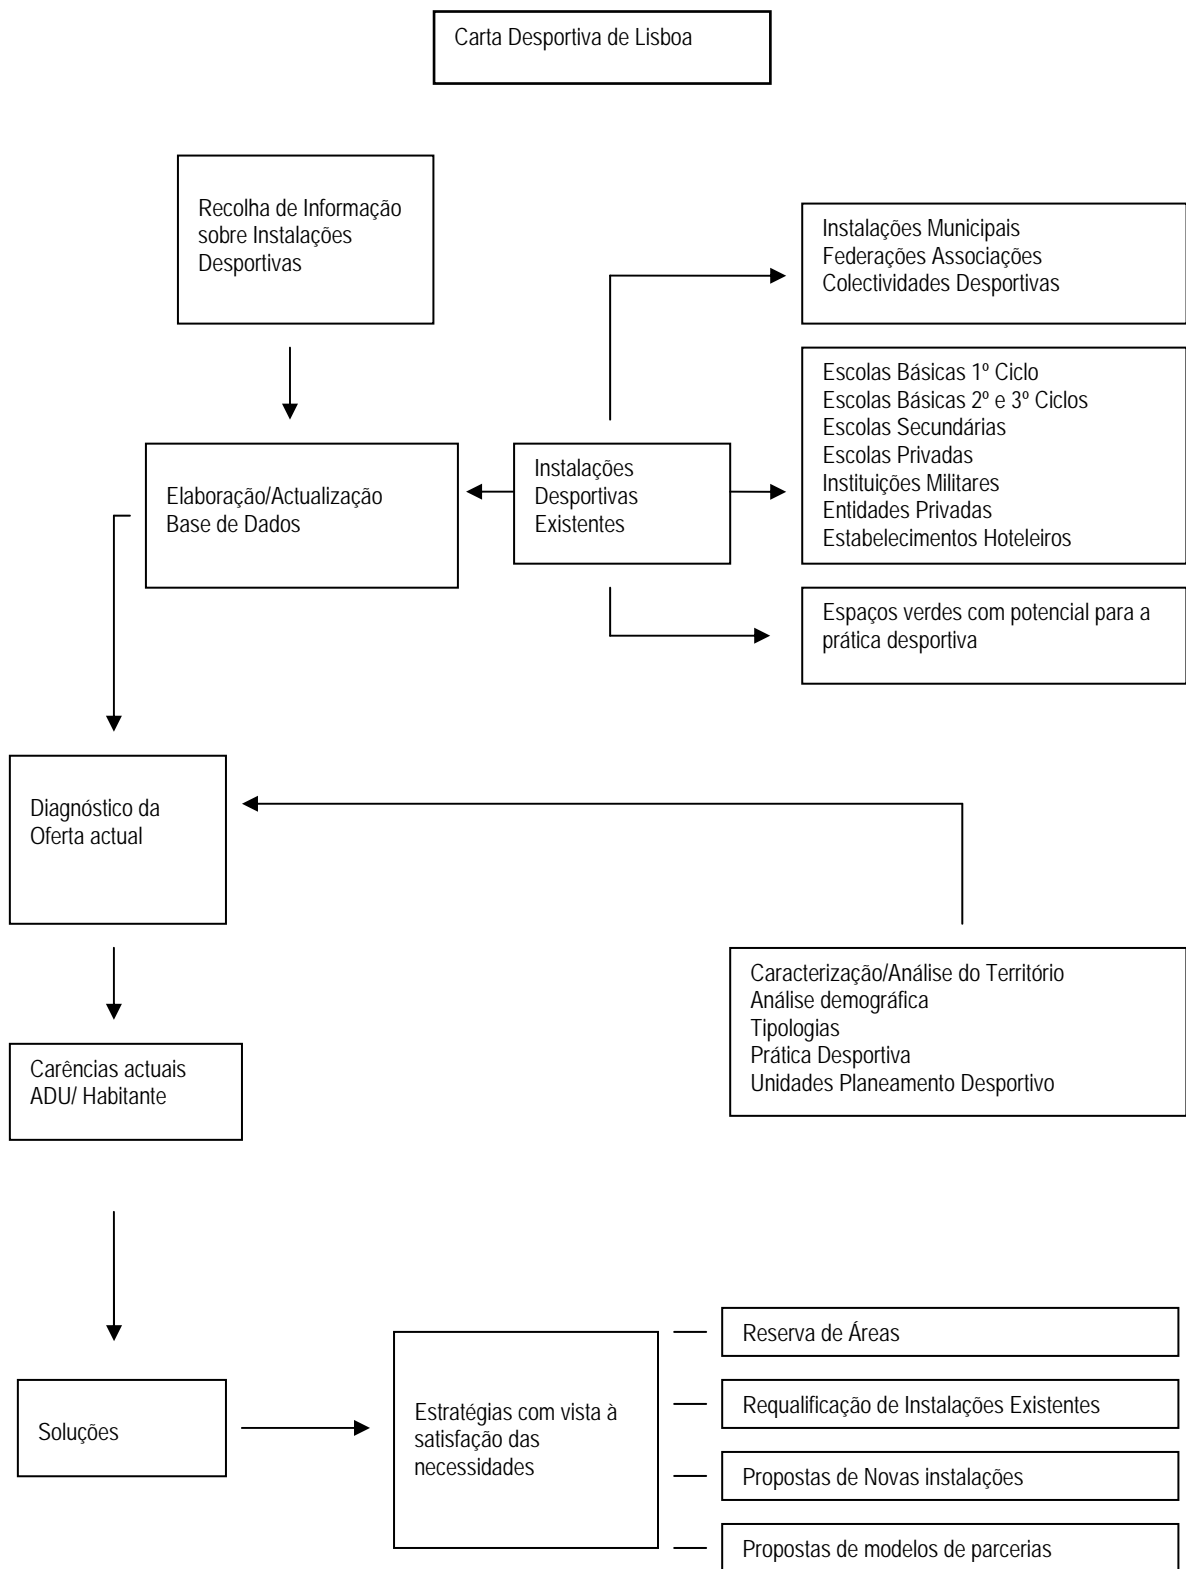 Carta Desportiva de Lisboa
Recolha de Informação
sobre Instalações
Desportivas
Instalações Municipais
Federações Associações
Colectividades Desportivas
Escolas Básicas 1º Ciclo
Escolas Básicas 2º e 3º Ciclos
Escolas Secundárias
Escolas Privadas
Instituições Militares
Entidades Privadas
Estabelecimentos Hoteleiros
Elaboração/Actualização
Base de Dados
Instalações
Desportivas
Existentes
Espaços verdes com potencial para a
prática desportiva
Diagnóstico da
Oferta actual
Caracterização/Análise do Território
Análise demográfica
Tipologias
Prática Desportiva
Unidades Planeamento Desportivo
Carências actuais
ADU/ Habitante
Soluções
Estratégias com vista à
satisfação das
necessidades
Reserva de Áreas
Requalificação de Instalações Existentes
Propostas de Novas instalações
Propostas de modelos de parcerias